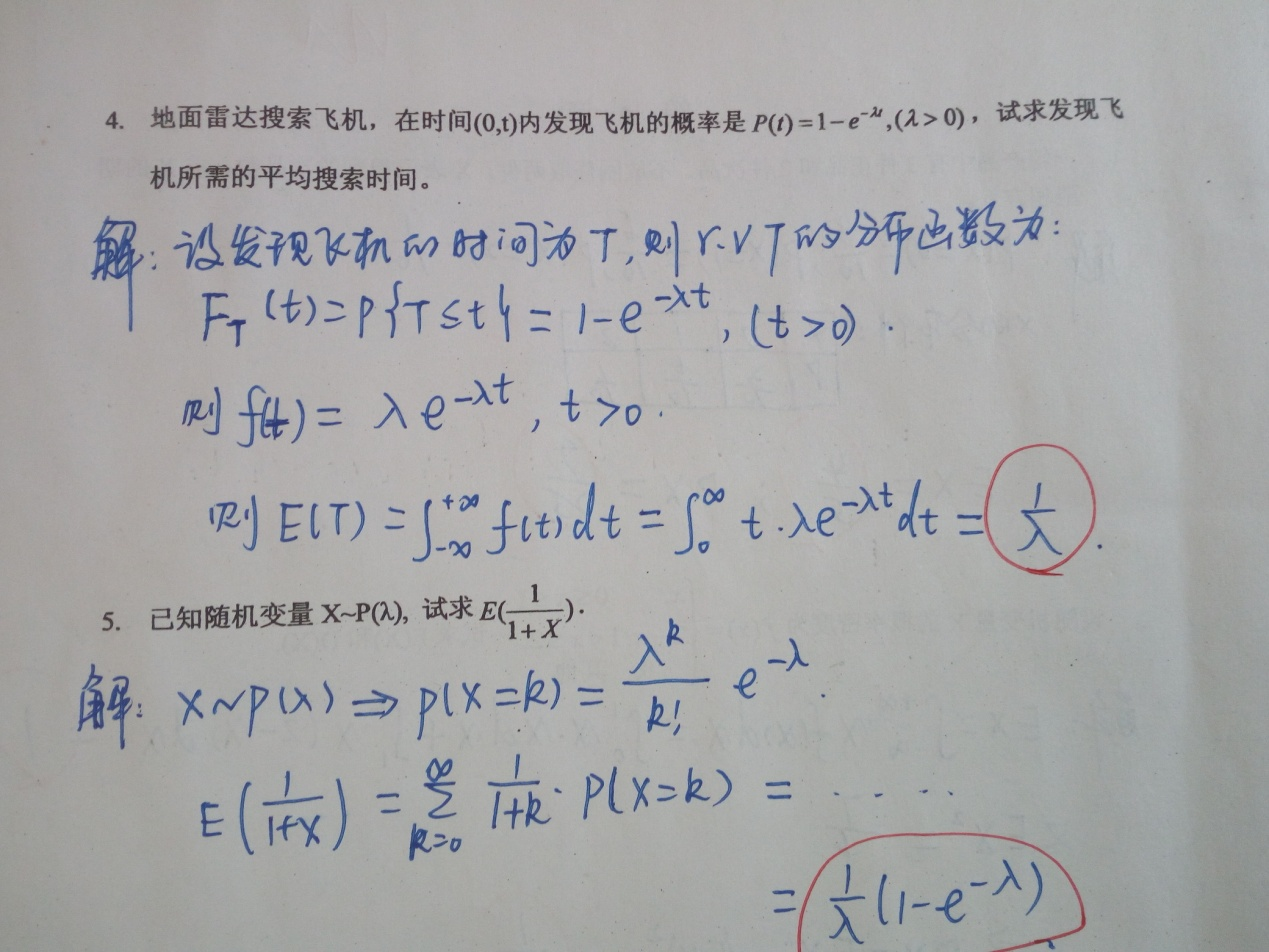 4. 地面雷达搜索飞机，在时间(0,t)内发现飞机的概率是 P(t)=1−e^{−λt},(λ>0)，试求发现飞
机所需的平均搜索时间。
解：设发现飞机的时间为T,则 r.v T的分布函数为：
F_T(t)=P{T≤t}=1-e^{-λt}, (t>0).
则 f(t)= λe^{-λt}, t>0.
则 E(T)=∫_{-∞}^{+∞} f(t)dt=∫_0^∞ t·λe^{-λt}dt=1/λ.
5. 已知随机变量 X~P(λ), 试求 E(1/(1+X)).
解：X~P(λ)⇒P(X=k)=λ^k/k! e^{-λ}.
E(1/(1+X))=∑_{k=0}^∞ 1/(1+k)·P(X=k)=.....
=1/λ(1-e^{-λ})